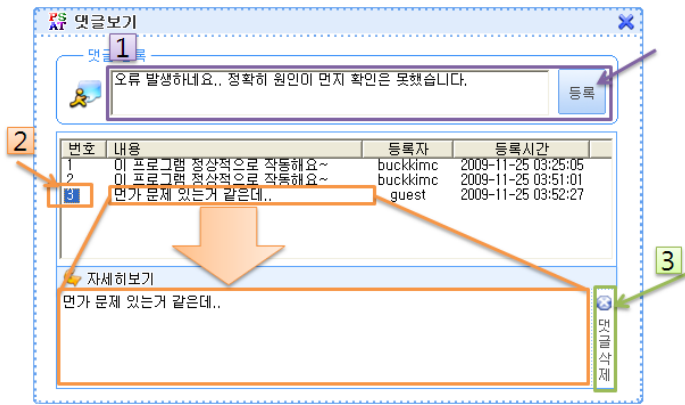 PS AT 댓글보기
댓글등록
1
오류 발생하네요.. 정확히 원인이 먼지 확인은 못했습니다.
등록
2
번호 내용 등록자 등록시간
1 이 프로그램 정상적으로 작동해요~ buckkimc 2009-11-25 03:25:05
2 이 프로그램 정상적으로 작동해요~ buckkimc 2009-11-25 03:51:01
3 먼가 문제 있는거 같은데.. guest 2009-11-25 03:52:27
3
자세히보기
먼가 문제 있는거 같은데..
댓글삭제